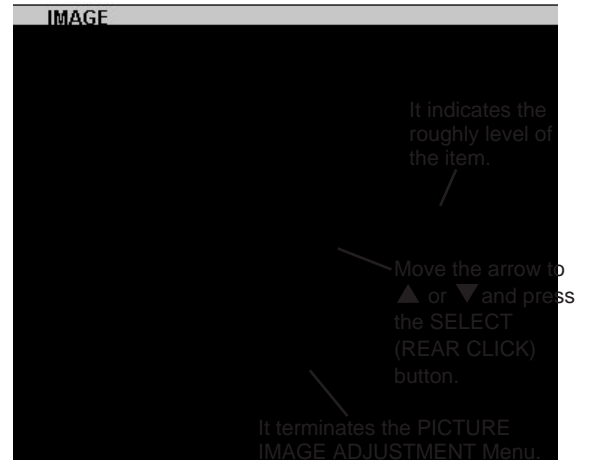 IMAGE
It indicates the
roughly level of
the item.
Move the arrow to
▲ or ▼ and press
the SELECT
(REAR CLICK)
button.
It terminates the PICTURE
IMAGE ADJUSTMENT Menu.